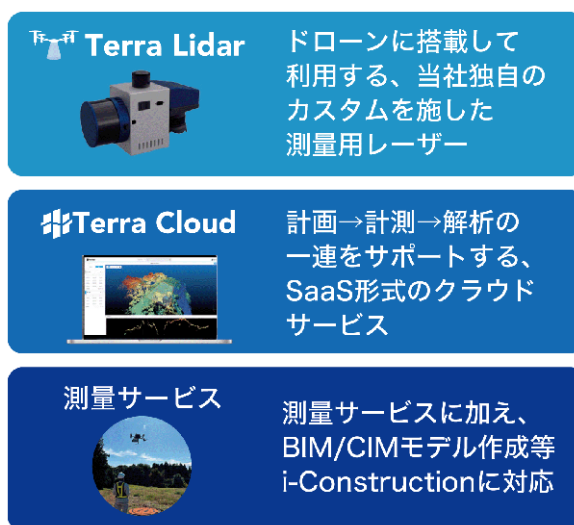 Terra Lidar
ドローンに搭載して
利用する、当社独自の
カスタムを施した
測量用レーザー
Terra Cloud
計画→計測→解析の
一連をサポートする、
SaaS形式のクラウド
サービス
測量サービス
測量サービスに加え、
BIM/CIMモデル作成等
i-Constructionに対応